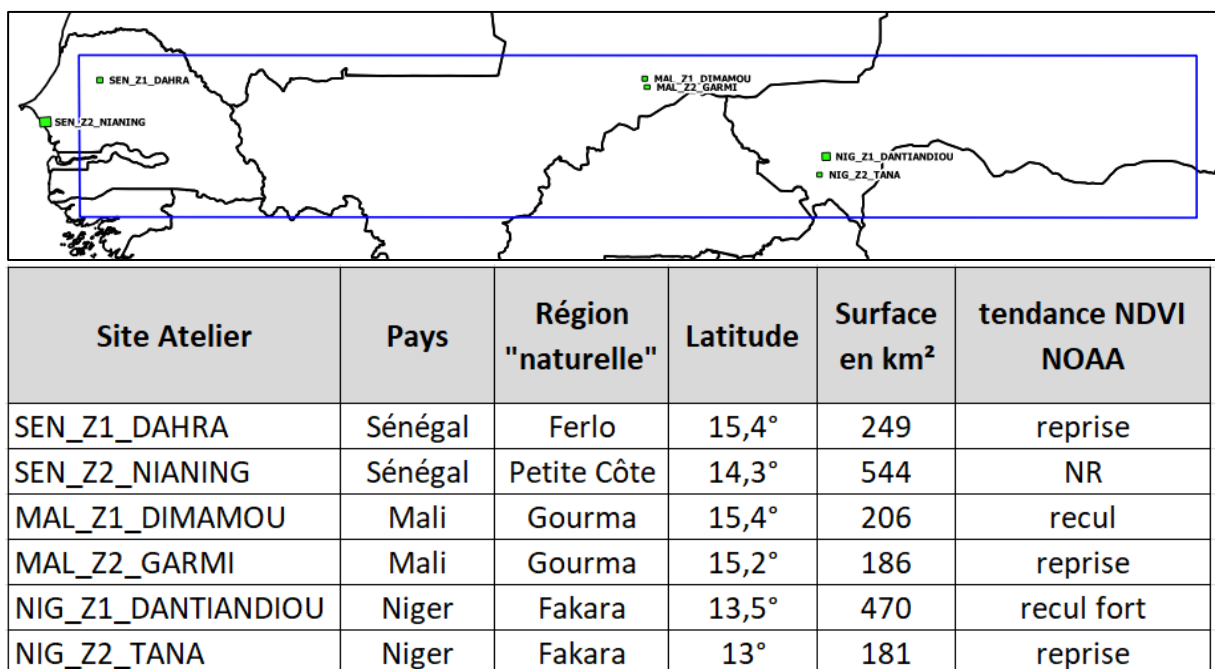 SEN_Z1_DAHRA
MAL_Z1_DIMAMOU
MAL_Z2_GARMI
SEN_Z2_NIANING
NIG_Z1_DANTIANDIOU
NIG_Z2_TANA
Site Atelier Pays Région "naturelle" Latitude Surface en km² tendance NDVI NOAA
SEN_Z1_DAHRA Sénégal Ferlo 15,4° 249 reprise
SEN_Z2_NIANING Sénégal Petite Côte 14,3° 544 NR
MAL_Z1_DIMAMOU Mali Gourma 15,4° 206 recul
MAL_Z2_GARMI Mali Gourma 15,2° 186 reprise
NIG_Z1_DANTIANDIOU Niger Fakara 13,5° 470 recul fort
NIG_Z2_TANA Niger Fakara 13° 181 reprise